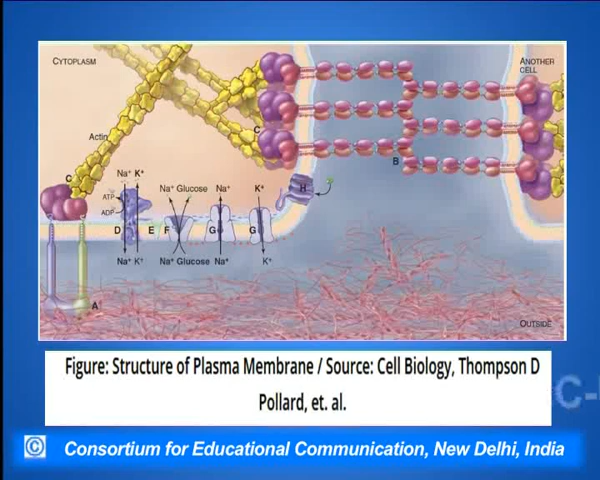 CYTOPLASM
ANOTHER
CELL
Actin
C
C
B
Na⁺ K⁺
Na⁺ Glucose
Na⁺
K⁺
H
ATP
ADP
D
E
F
G
G
Na⁺ K⁺
Na⁺ Glucose
Na⁺
K⁺
A
OUTSIDE
Figure: Structure of Plasma Membrane / Source: Cell Biology, Thompson D
Pollard, et. al.
C-
© Consortium for Educational Communication, New Delhi, India